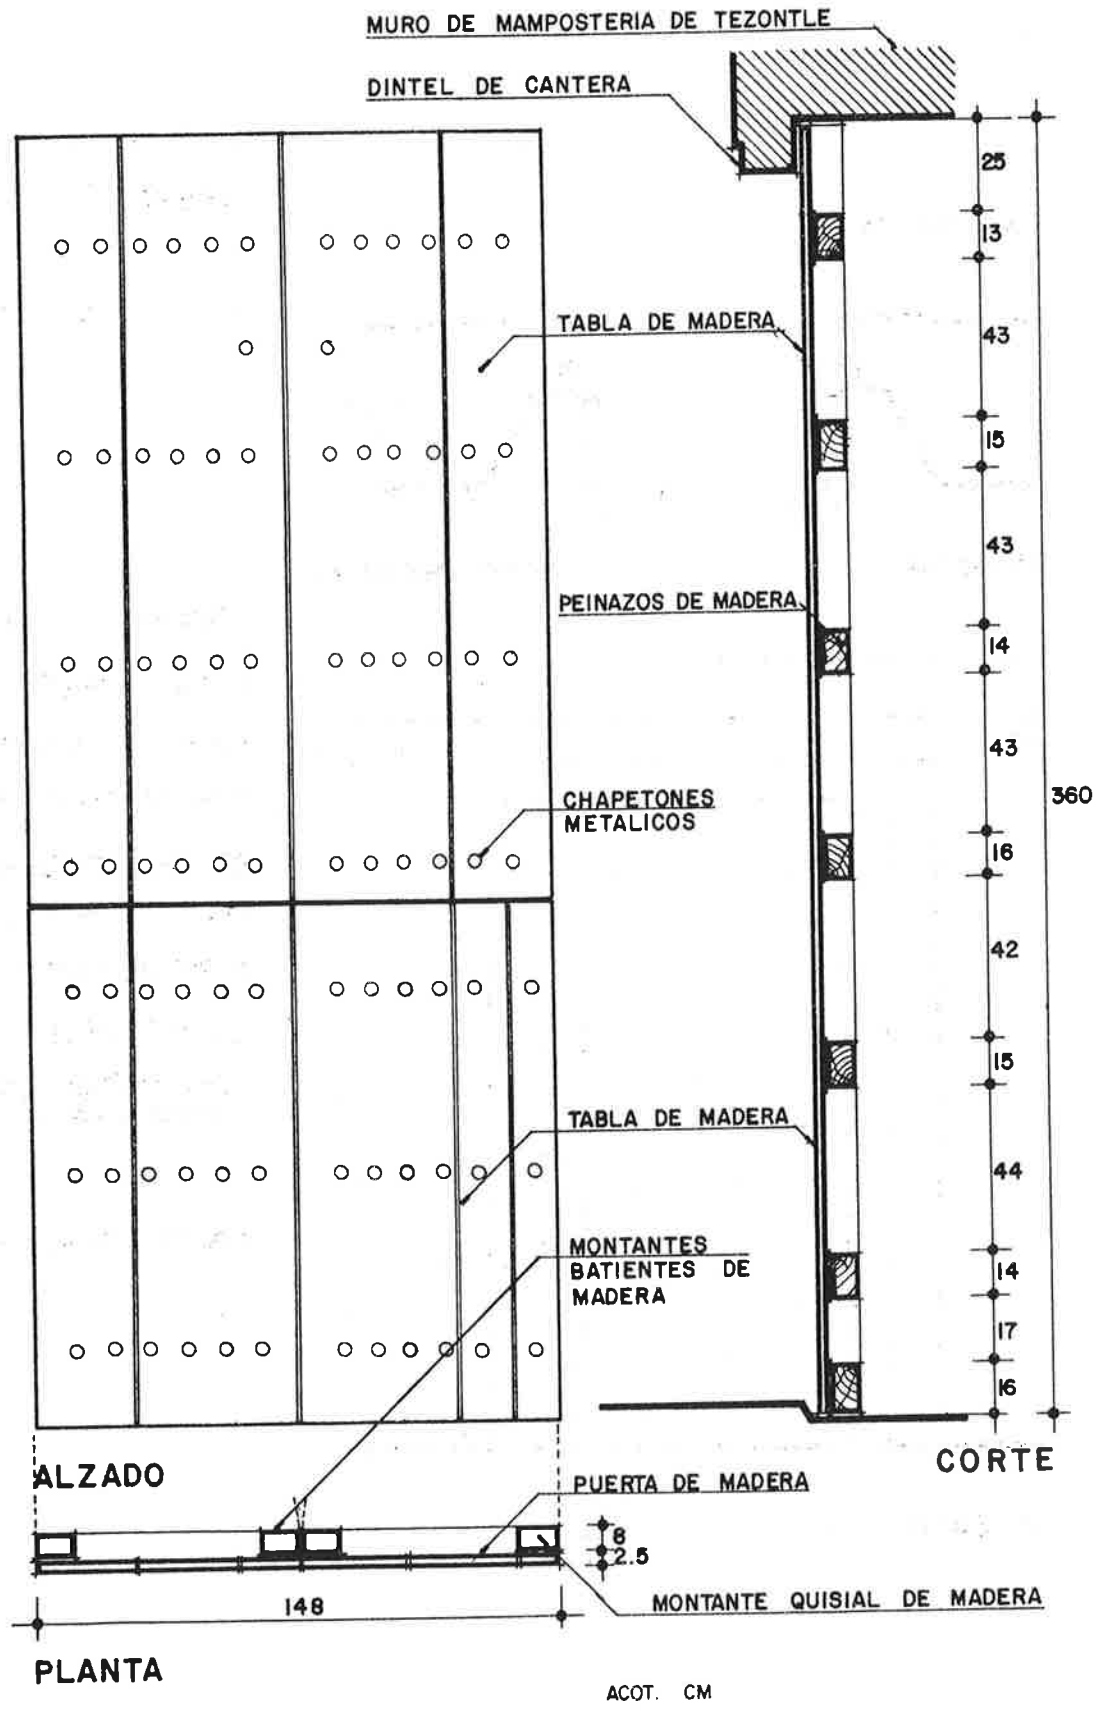 MURO DE MAMPOSTERIA DE TEZONTLE
DINTEL DE CANTERA
25
13
TABLA DE MADERA
43
15
43
PEINAZOS DE MADERA
14
43
CHAPETONES
METALICOS
360
16
42
15
TABLA DE MADERA
44
MONTANTES
BATIENTES DE
MADERA
14
17
16
ALZADO
CORTE
PUERTA DE MADERA
8
2.5
148
MONTANTE QUISIAL DE MADERA
PLANTA
ACOT. CM